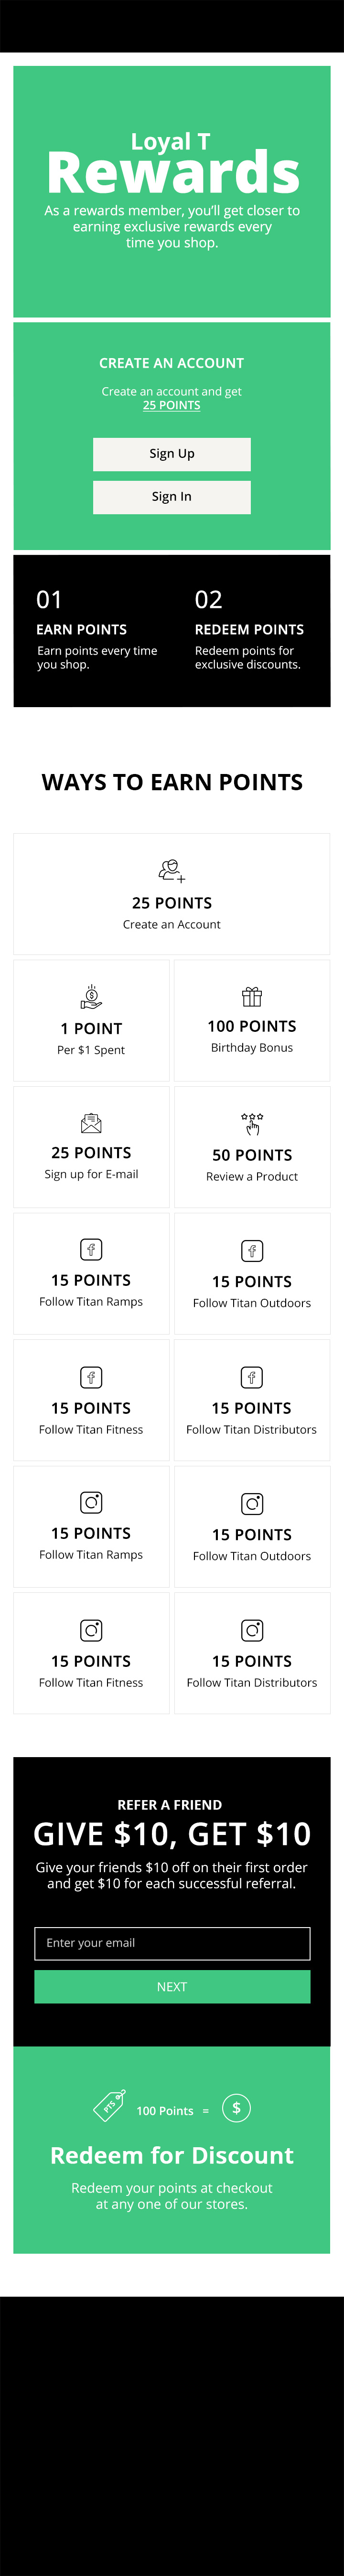 Loyal T
Rewards
As a rewards member, you'll get closer to
earning exclusive rewards every
time you shop.
CREATE AN ACCOUNT
Create an account and get
25 POINTS
Sign Up
Sign In
01
EARN POINTS
Earn points every time
you shop.
02
REDEEM POINTS
Redeem points for
exclusive discounts.
WAYS TO EARN POINTS
25 POINTS
Create an Account
1 POINT
Per $1 Spent
100 POINTS
Birthday Bonus
25 POINTS
Sign up for E-mail
50 POINTS
Review a Product
15 POINTS
Follow Titan Ramps
15 POINTS
Follow Titan Outdoors
15 POINTS
Follow Titan Fitness
15 POINTS
Follow Titan Distributors
15 POINTS
Follow Titan Ramps
15 POINTS
Follow Titan Outdoors
15 POINTS
Follow Titan Fitness
15 POINTS
Follow Titan Distributors
REFER A FRIEND
GIVE $10, GET $10
Give your friends $10 off on their first order
and get $10 for each successful referral.
Enter your email
NEXT
PTS 100 Points = $
Redeem for Discount
Redeem your points at checkout
at any one of our stores.